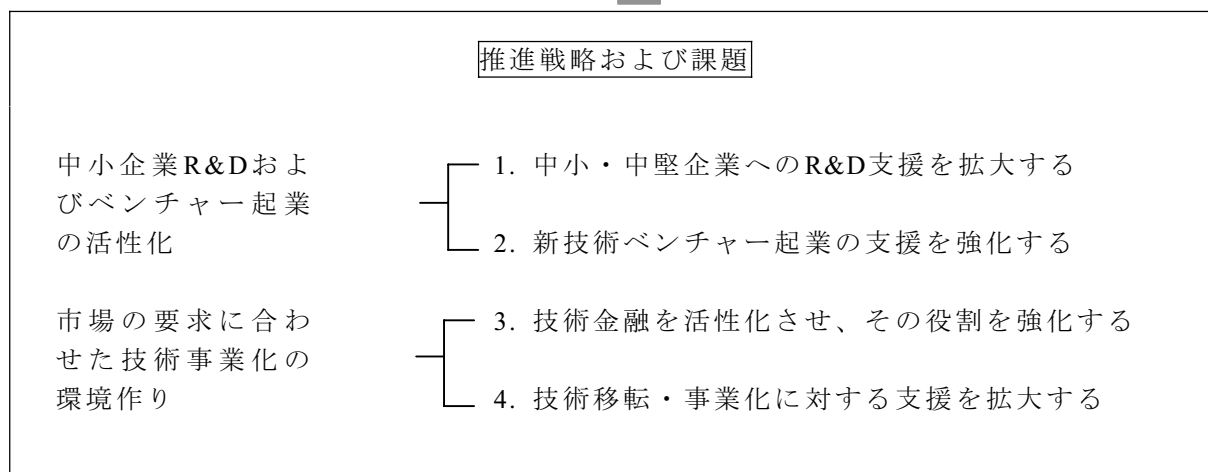 推進戦略および課題
中小企業R&Dおよ
びベンチャー起業
の活性化
1. 中小・中堅企業へのR&D支援を拡大する
2. 新技術ベンチャー起業の支援を強化する
市場の要求に合わ
せた技術事業化の
環境作り
3. 技術金融を活性化させ、その役割を強化する
4. 技術移転・事業化に対する支援を拡大する